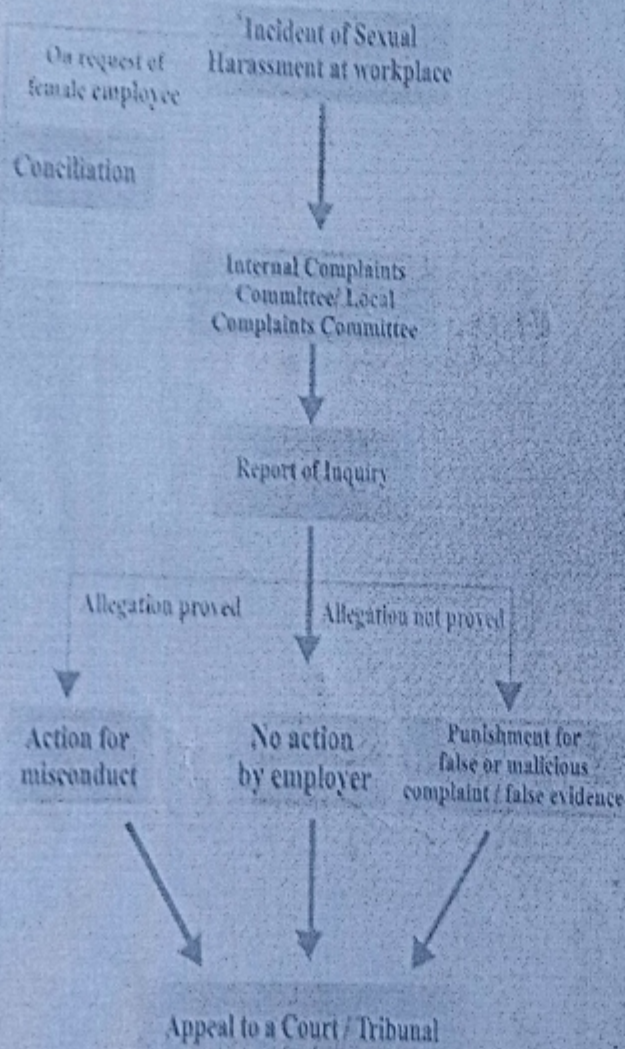 Incident of Sexual
Harassment at workplace
On request of
female employee
Conciliation
Internal Complaints
Committee/ Local
Complaints Committee
Report of Inquiry
Allegation proved
Allegation not proved
Action for
misconduct
No action
by employer
Punishment for
false or malicious
complaint / false evidence
Appeal to a Court / Tribunal